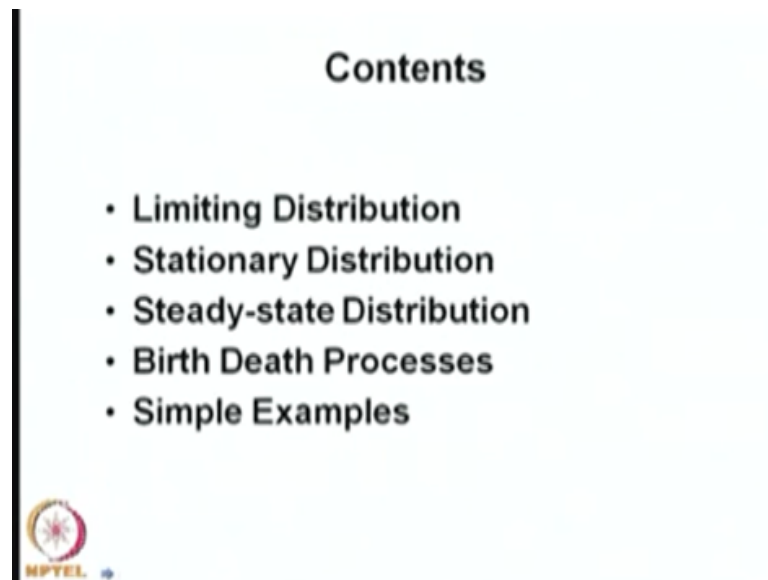 Contents
• Limiting Distribution
• Stationary Distribution
• Steady-state Distribution
• Birth Death Processes
• Simple Examples
NPTEL